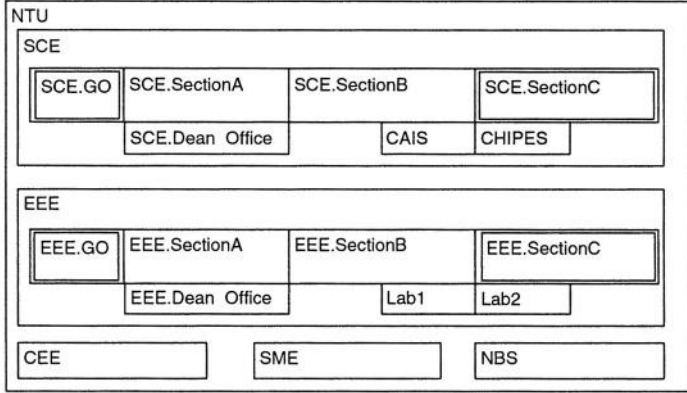 NTU
SCE
SCE.GO SCE.SectionA SCE.SectionB SCE.SectionC
SCE.Dean Office CAIS CHIPES
EEE
EEE.GO EEE.SectionA EEE.SectionB EEE.SectionC
EEE.Dean Office Lab1 Lab2
CEE SME NBS